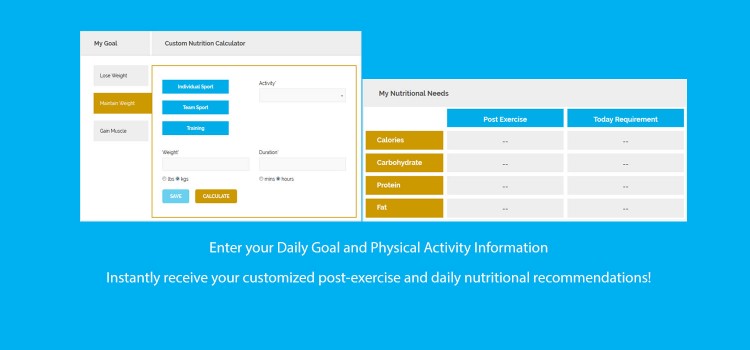 My Goal
Custom Nutrition Calculator
Lose Weight
Maintain Weight
Gain Muscle
Individual Sport
Team Sport
Training
Activity*
Weight*
Duration*
lbs kgs
mins hours
SAVE
CALCULATE
My Nutritional Needs
Post Exercise
Today Requirement
Calories -- --
Carbohydrate -- --
Protein -- --
Fat -- --
Enter your Daily Goal and Physical Activity Information
Instantly receive your customized post-exercise and daily nutritional recommendations!